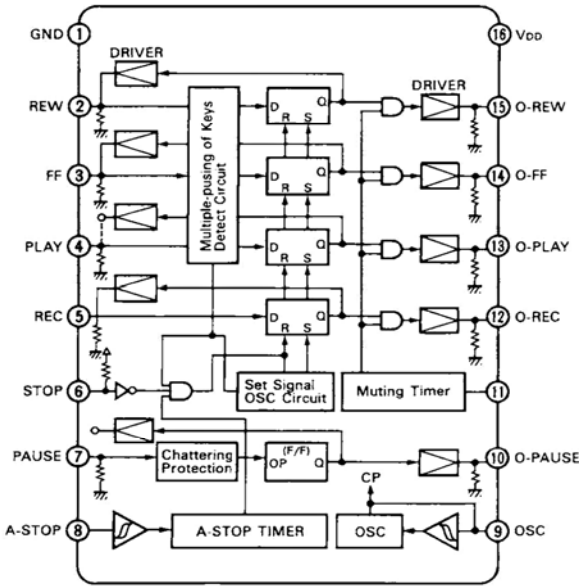 GND 1
16 VDD
DRIVER
REW 2
D Q
R S
DRIVER
15 O-REW
Multiple-pusing of Keys
Detect Circuit
FF 3
D Q
R S
14 O-FF
PLAY 4
D Q
R S
13 O-PLAY
REC 5
D Q
R S
12 O-REC
STOP 6
Set Signal
OSC Circuit
Muting Timer
11
PAUSE 7
Chattering
Protection
(F/F)
OP Q
10 O-PAUSE
CP
A-STOP 8
A-STOP TIMER
OSC
9 OSC